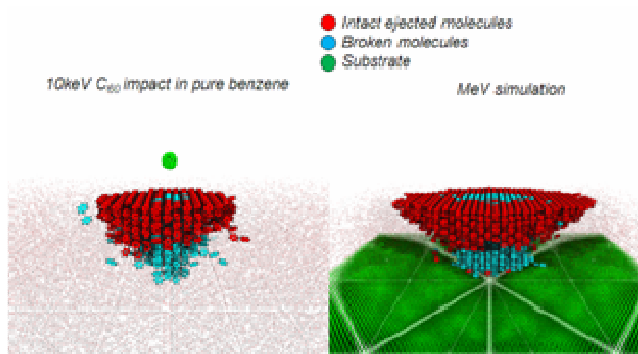 Intact ejected molecules
Broken molecules
Substrate
10keV C60 impact in pure benzene
MeV simulation